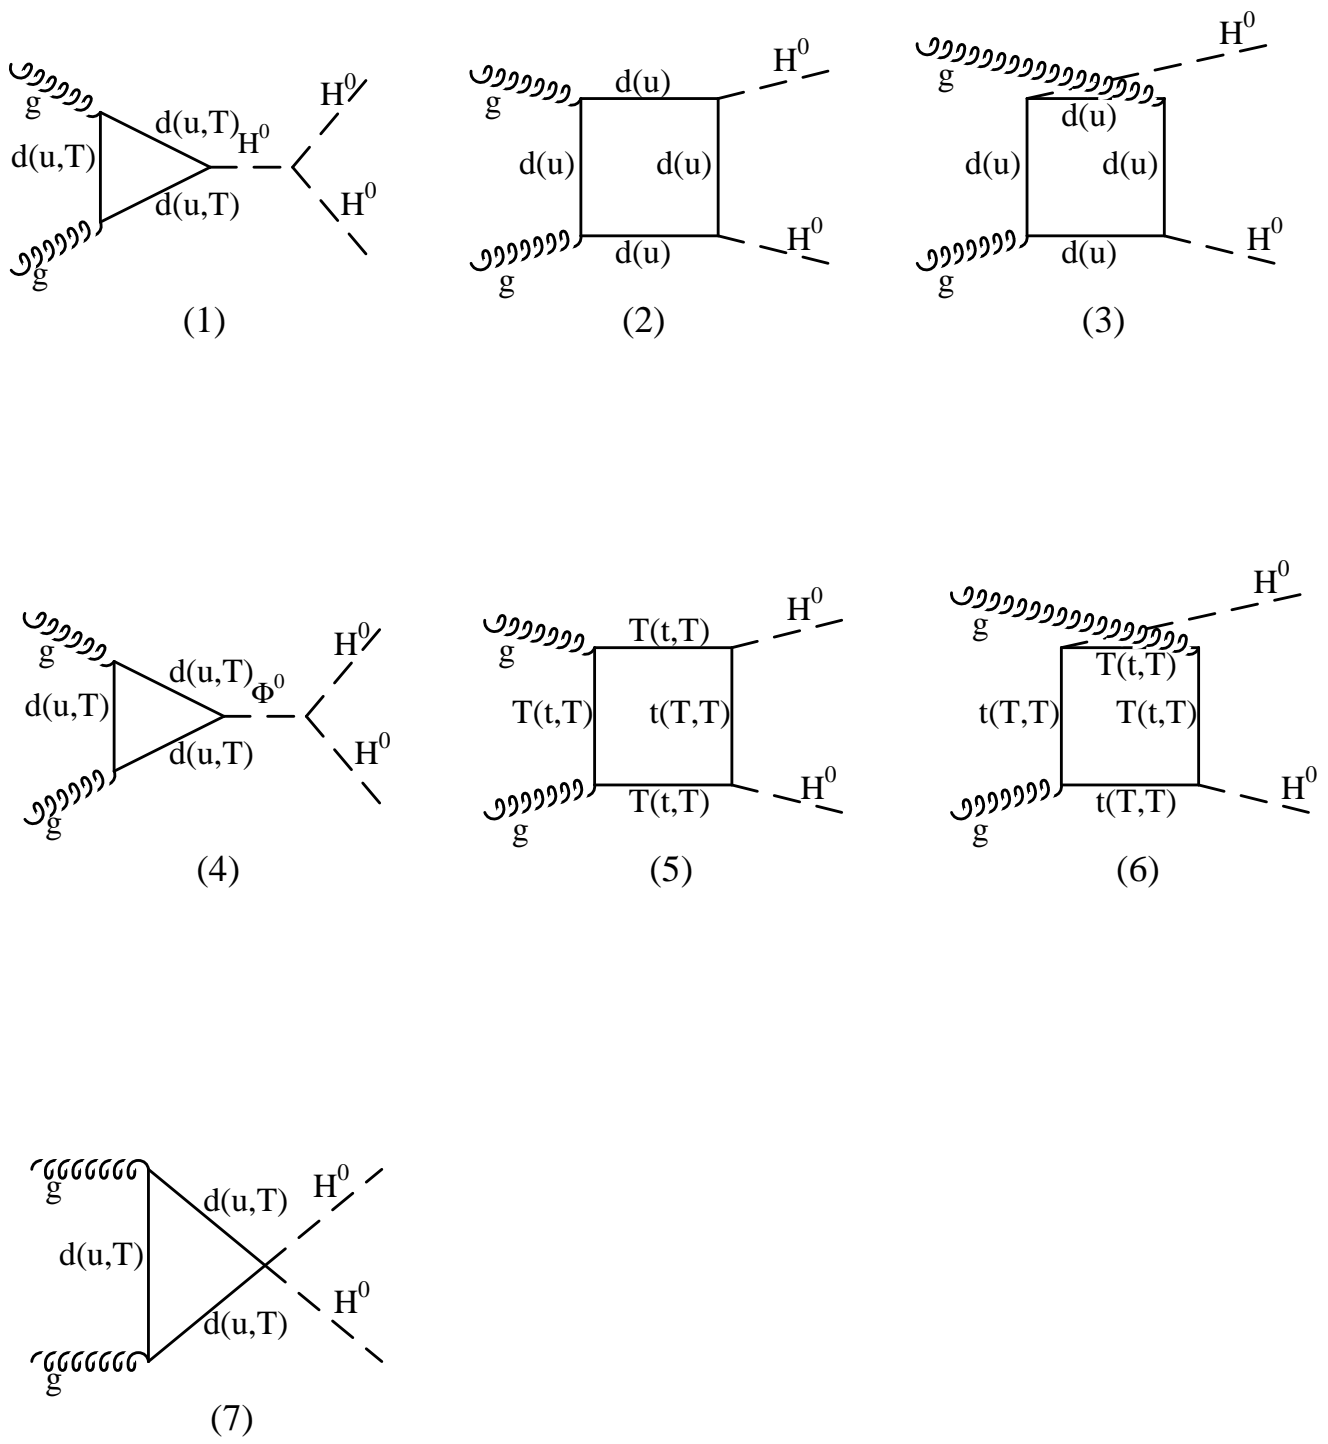 H⁰
g
d(u,T)
H⁰
d(u,T)
d(u,T)
H⁰
g
(1)
H⁰
d(u)
g
d(u)
d(u)
H⁰
d(u)
g
(2)
H⁰
g
d(u)
d(u)
d(u)
H⁰
d(u)
g
(3)
H⁰
g
d(u,T)
Φ⁰
d(u,T)
d(u,T)
H⁰
g
(4)
H⁰
T(t,T)
g
T(t,T)
t(T,T)
H⁰
T(t,T)
g
(5)
H⁰
g
T(t,T)
t(T,T)
T(t,T)
H⁰
t(T,T)
g
(6)
H⁰
g
d(u,T)
d(u,T)
H⁰
d(u,T)
g
(7)